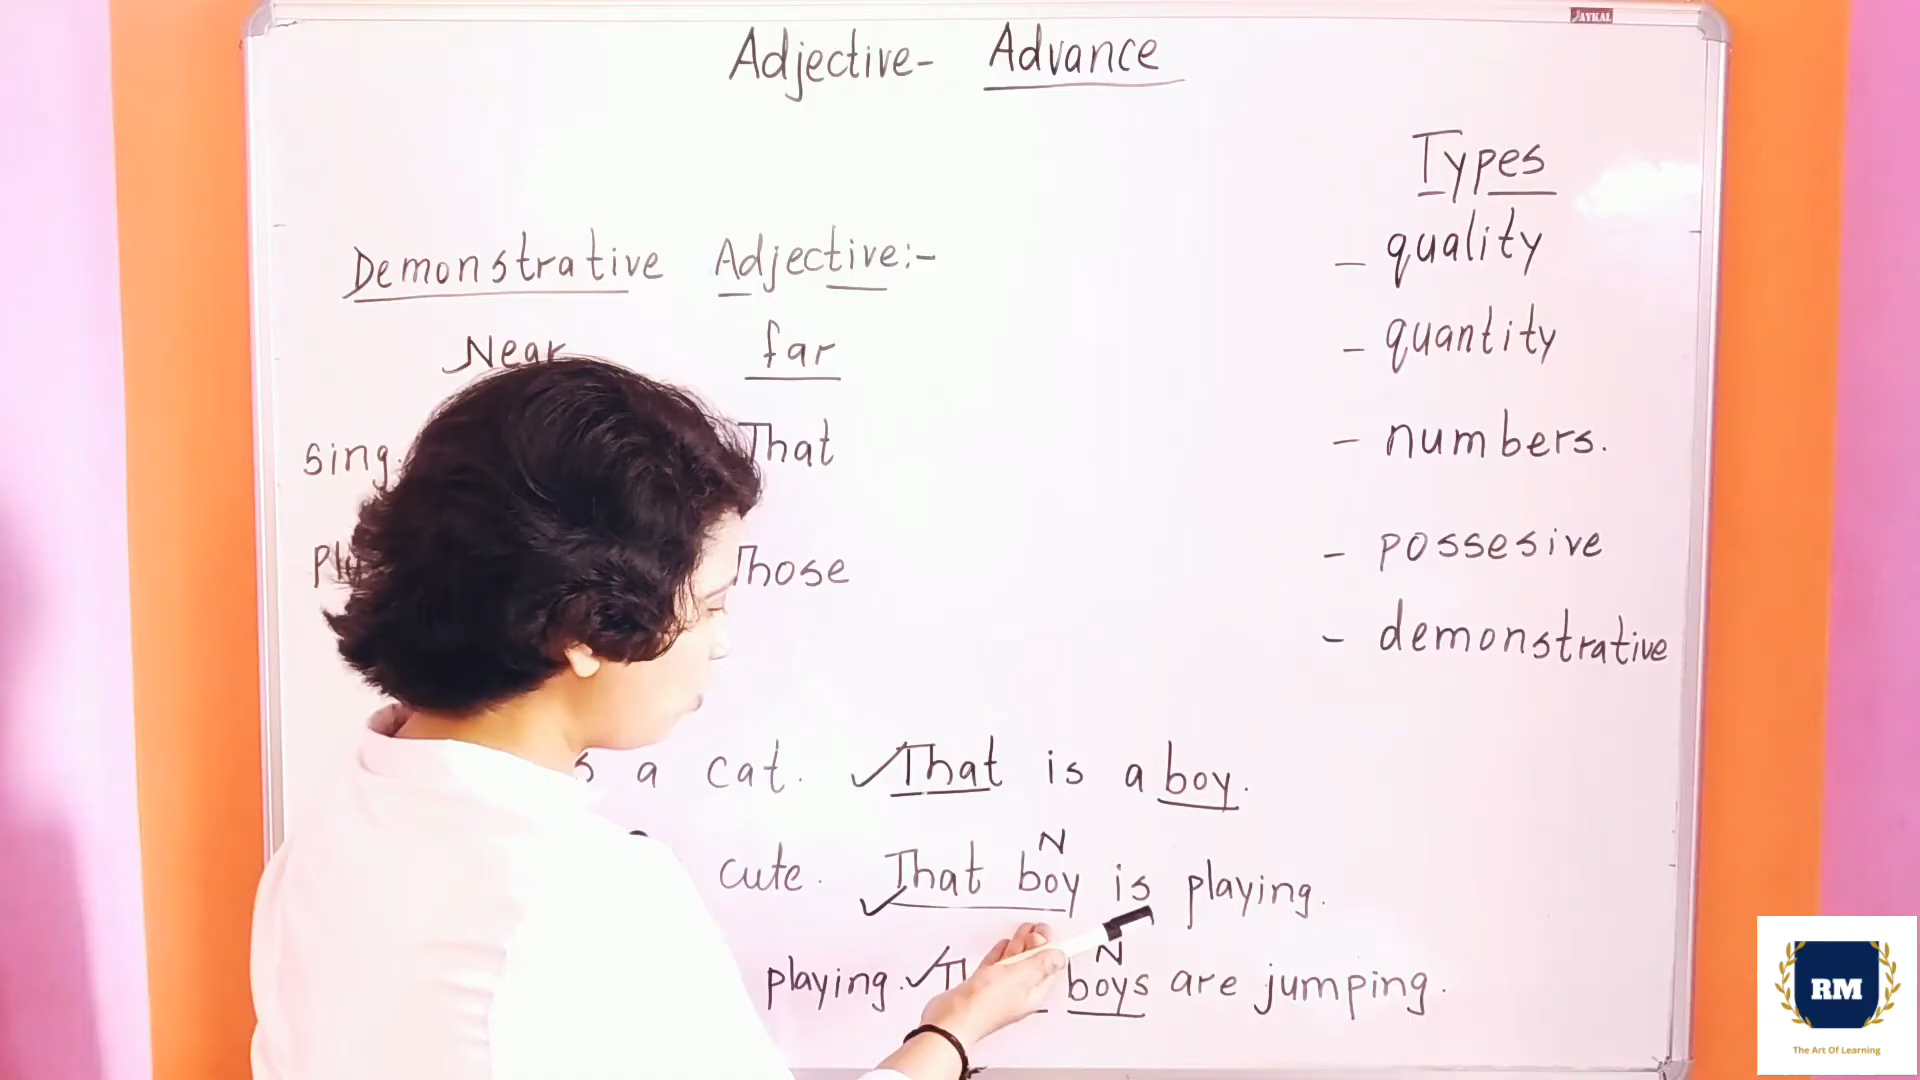 JAYKAL
Adjective- Advance
Types
- quality
- quantity
- numbers.
- possesive
- demonstrative
Demonstrative Adjective:-
Near far
sing. That
Those
a cat. That is a boy.
N
cute. That boy is playing.
N
playing. boys are jumping.
RM
The Art Of Learning